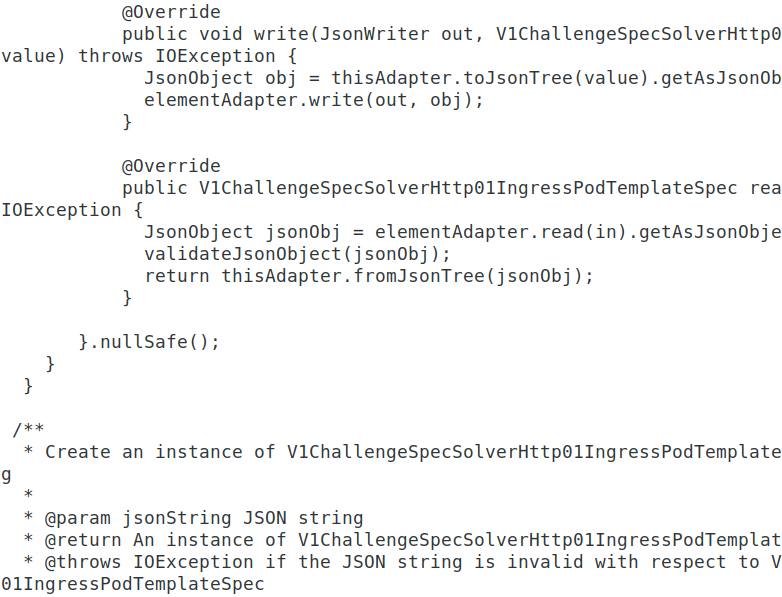 @Override
public void write(JsonWriter out, V1ChallengeSpecSolverHttp0
value) throws IOException {
JsonObject obj = thisAdapter.toJsonTree(value).getAsJsonOb
elementAdapter.write(out, obj);
}
@Override
public V1ChallengeSpecSolverHttp01IngressPodTemplateSpec rea
IOException {
JsonObject jsonObj = elementAdapter.read(in).getAsJsonObje
validateJsonObject(jsonObj);
return thisAdapter.fromJsonTree(jsonObj);
}
}.nullSafe();
}
}
/**
* Create an instance of V1ChallengeSpecSolverHttp01IngressPodTemplate
g
*
* @param jsonString JSON string
* @return An instance of V1ChallengeSpecSolverHttp01IngressPodTemplat
* @throws IOException if the JSON string is invalid with respect to V
01IngressPodTemplateSpec